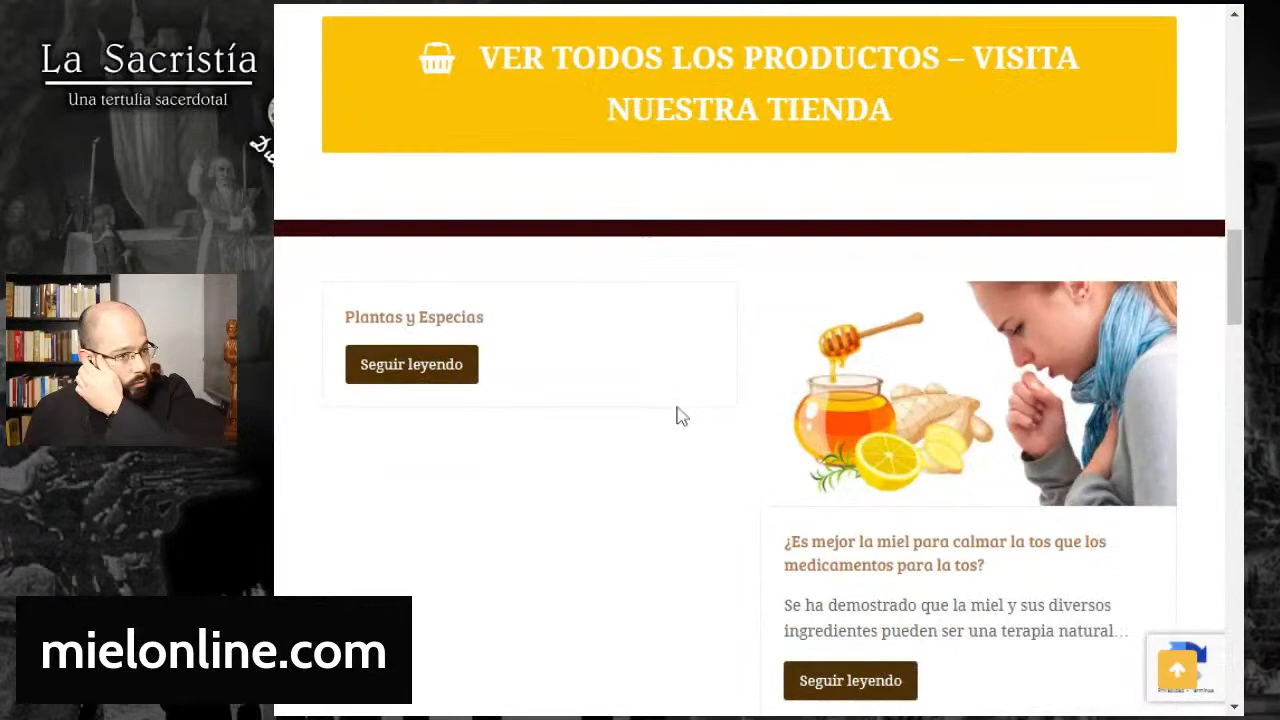 La Sacristía
Una tertulia sacerdotal
VER TODOS LOS PRODUCTOS – VISITA
NUESTRA TIENDA
Plantas y Especias
Seguir leyendo
¿Es mejor la miel para calmar la tos que los
medicamentos para la tos?
Se ha demostrado que la miel y sus diversos
ingredientes pueden ser una terapia natural…
Seguir leyendo
Privacidad - Términos
mielonline.com